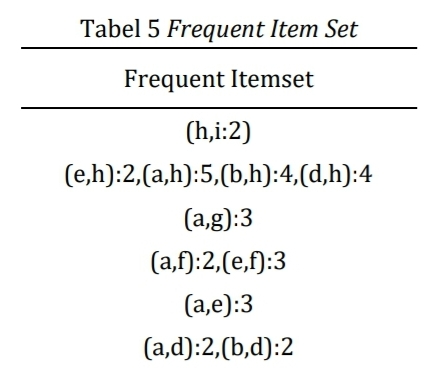 Tabel 5 Frequent Item Set
Frequent Itemset
(h,i:2)
(e,h):2,(a,h):5,(b,h):4,(d,h):4
(a,g):3
(a,f):2,(e,f):3
(a,e):3
(a,d):2,(b,d):2